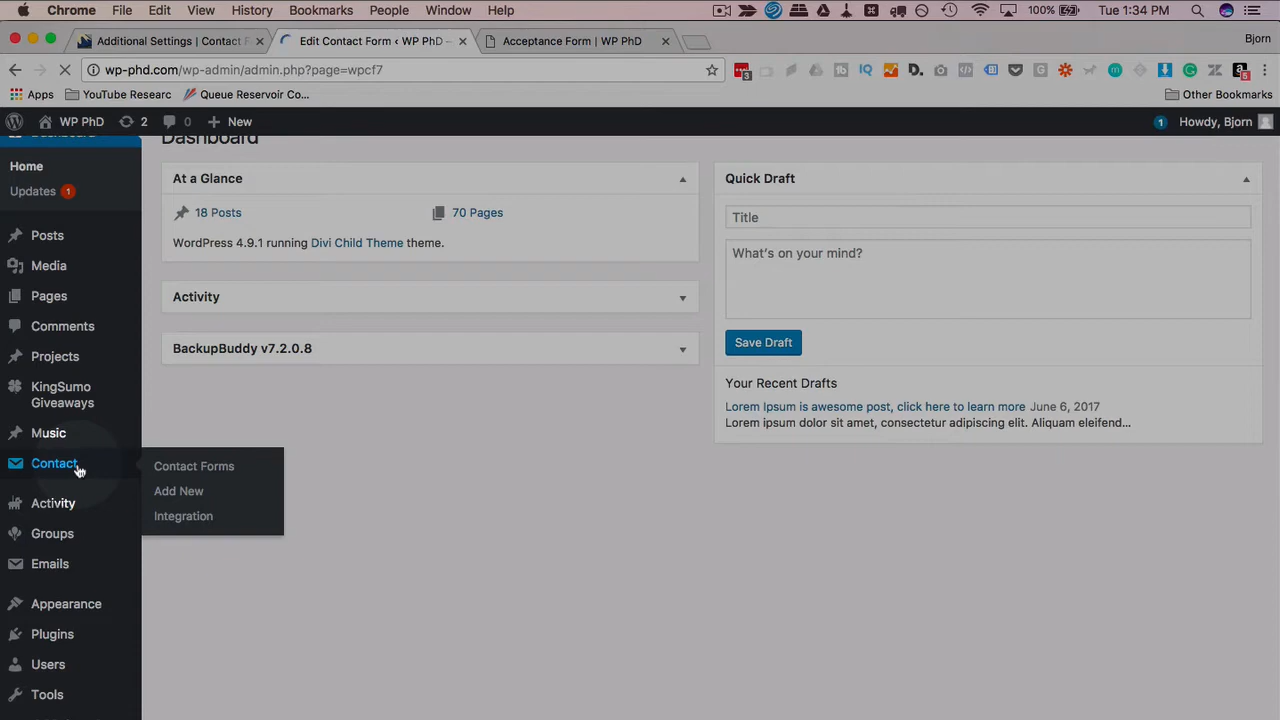 Chrome File Edit View History Bookmarks People Window Help 100% Tue 1:34 PM
Additional Settings | Contact F Edit Contact Form ‹ WP PhD – Acceptance Form | WP PhD Bjorn
wp-phd.com/wp-admin/admin.php?page=wpcf7
Apps YouTube Researc Queue Reservoir Co... Other Bookmarks
WP PhD 2 0 New 1 Howdy, Bjorn
Dashboard Dashboard
Home
Updates 1
Posts
Media
Pages
Comments
Projects
KingSumo
Giveaways
Music
Contact
Activity
Groups
Emails
Appearance
Plugins
Users
Tools
Contact Forms
Add New
Integration
At a Glance
18 Posts 70 Pages
WordPress 4.9.1 running Divi Child Theme theme.
Activity
BackupBuddy v7.2.0.8
Quick Draft
Title
What's on your mind?
Save Draft
Your Recent Drafts
Lorem Ipsum is awesome post, click here to learn more June 6, 2017
Lorem ipsum dolor sit amet, consectetur adipiscing elit. Aliquam eleifend...